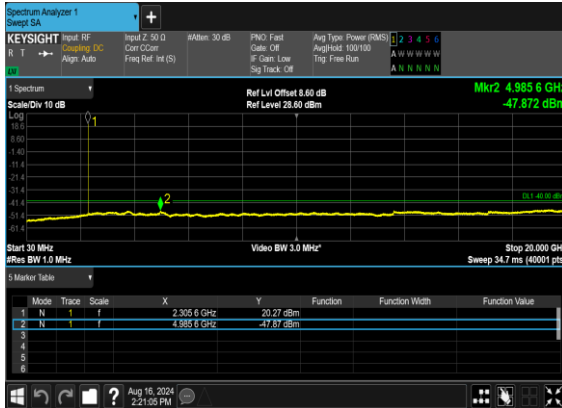 Spectrum Analyzer 1
Swept SA
+
KEYSIGHT Input: RF Input Z: 50 Ω #Atten: 30 dB PNO: Fast Avg Type: Power (RMS) 1 2 3 4 5 6
R T Coupling: DC Corr CCorr Gate: Off Avg|Hold: 100/100 A W W W W W
Align: Auto Freq Ref: Int (S) IF Gain: Low Trig: Free Run
Sig Track: Off A N N N N N
1 Spectrum
Ref Lvl Offset 8.60 dB Mkr2 4.985 6 GHz
Scale/Div 10 dB Ref Level 28.60 dBm -47.872 dBm
Log
18.6
8.60
-1.40
-11.4
-21.4
-31.4
-41.4
-51.4
-61.4
1
2
DL1 -40.00 dBm
Start 30 MHz Video BW 3.0 MHz* Stop 20.000 GHz
#Res BW 1.0 MHz Sweep 34.7 ms (40001 pts)
5 Marker Table
Mode Trace Scale X Y Function Function Width Function Value
1 N 1 f 2.305 6 GHz 20.27 dBm
2 N 1 f 4.985 6 GHz -47.87 dBm
3
4
5
6
? Aug 16, 2024
2:21:05 PM